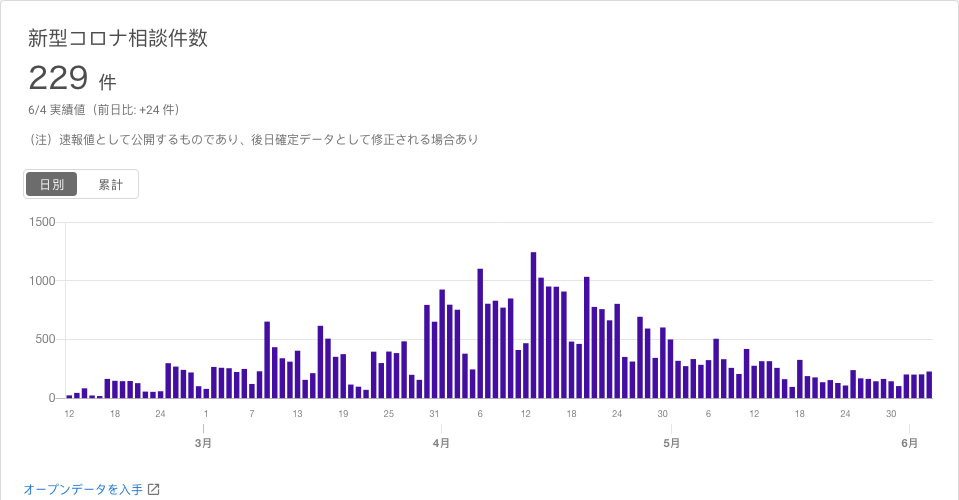 新型コロナ相談件数
229 件
6/4 実績値（前日比: +24 件）
（注）速報値として公開するものであり、後日確定データとして修正される場合あり
日別 累計
1500
1000
500
0
12 18 24 1 7 13 19 25 31 6 12 18 24 30 6 12 18 24 30
3月 4月 5月 6月
オープンデータを入手